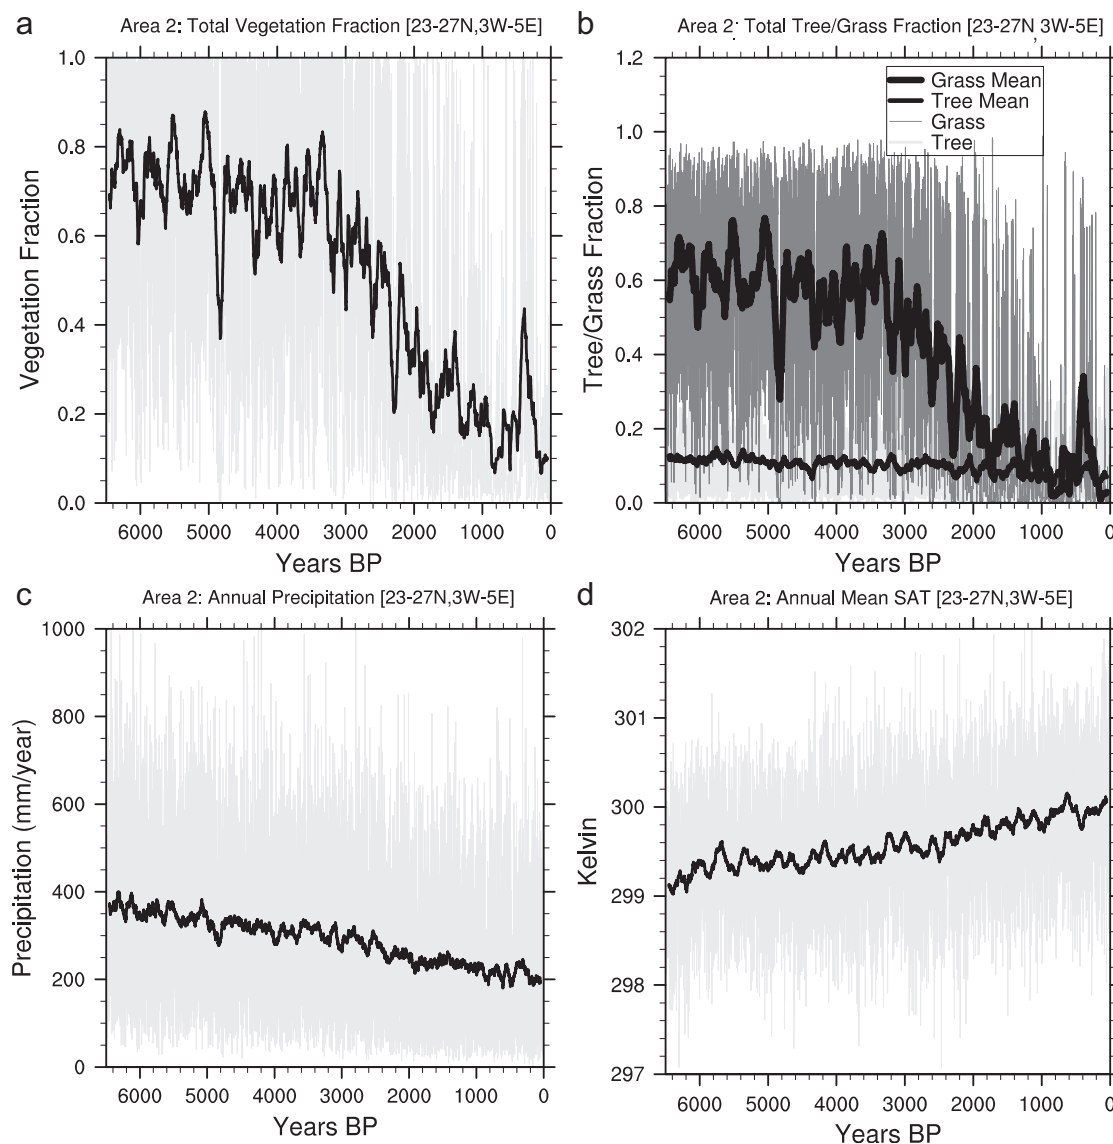 a
Area 2: Total Vegetation Fraction [23-27N,3W-5E]
1.0
0.8
0.6
0.4
0.2
0.0
Vegetation Fraction
6000 5000 4000 3000 2000 1000 0
Years BP
b
Area 2: Total Tree/Grass Fraction [23-27N,3W-5E]
1.2
1.0
0.8
0.6
0.4
0.2
0.0
Tree/Grass Fraction
Grass Mean
Tree Mean
Grass
Tree
6000 5000 4000 3000 2000 1000 0
Years BP
c
Area 2: Annual Precipitation [23-27N,3W-5E]
1000
800
600
400
200
0
Precipitation (mm/year)
6000 5000 4000 3000 2000 1000 0
Years BP
d
Area 2: Annual Mean SAT [23-27N,3W-5E]
302
301
300
299
298
297
Kelvin
6000 5000 4000 3000 2000 1000 0
Years BP